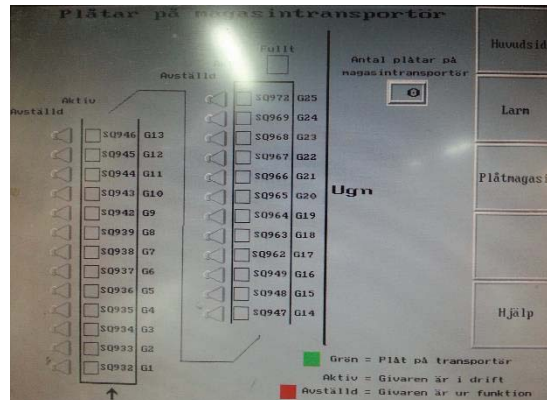 Plåtar på magasintransportör
Fullt
Avställd
Antal plåtar på
magasintransportör
0
Aktiv
Avställd
SQ972 G25
SQ969 G24
SQ968 G23
SQ967 G22
SQ966 G21
SQ965 G20
SQ964 G19
SQ963 G18
SQ962 G17
SQ949 G16
SQ948 G15
SQ947 G14
SQ946 G13
SQ945 G12
SQ944 G11
SQ943 G10
SQ942 G9
SQ939 G8
SQ938 G7
SQ937 G6
SQ936 G5
SQ935 G4
SQ934 G3
SQ933 G2
SQ932 G1
Ugn
Grön = Plåt på transportör
Aktiv = Givaren är i drift
Avställd = Givaren är ur funktion
Huvudsid
Larm
Plåtmagasi
Hjälp